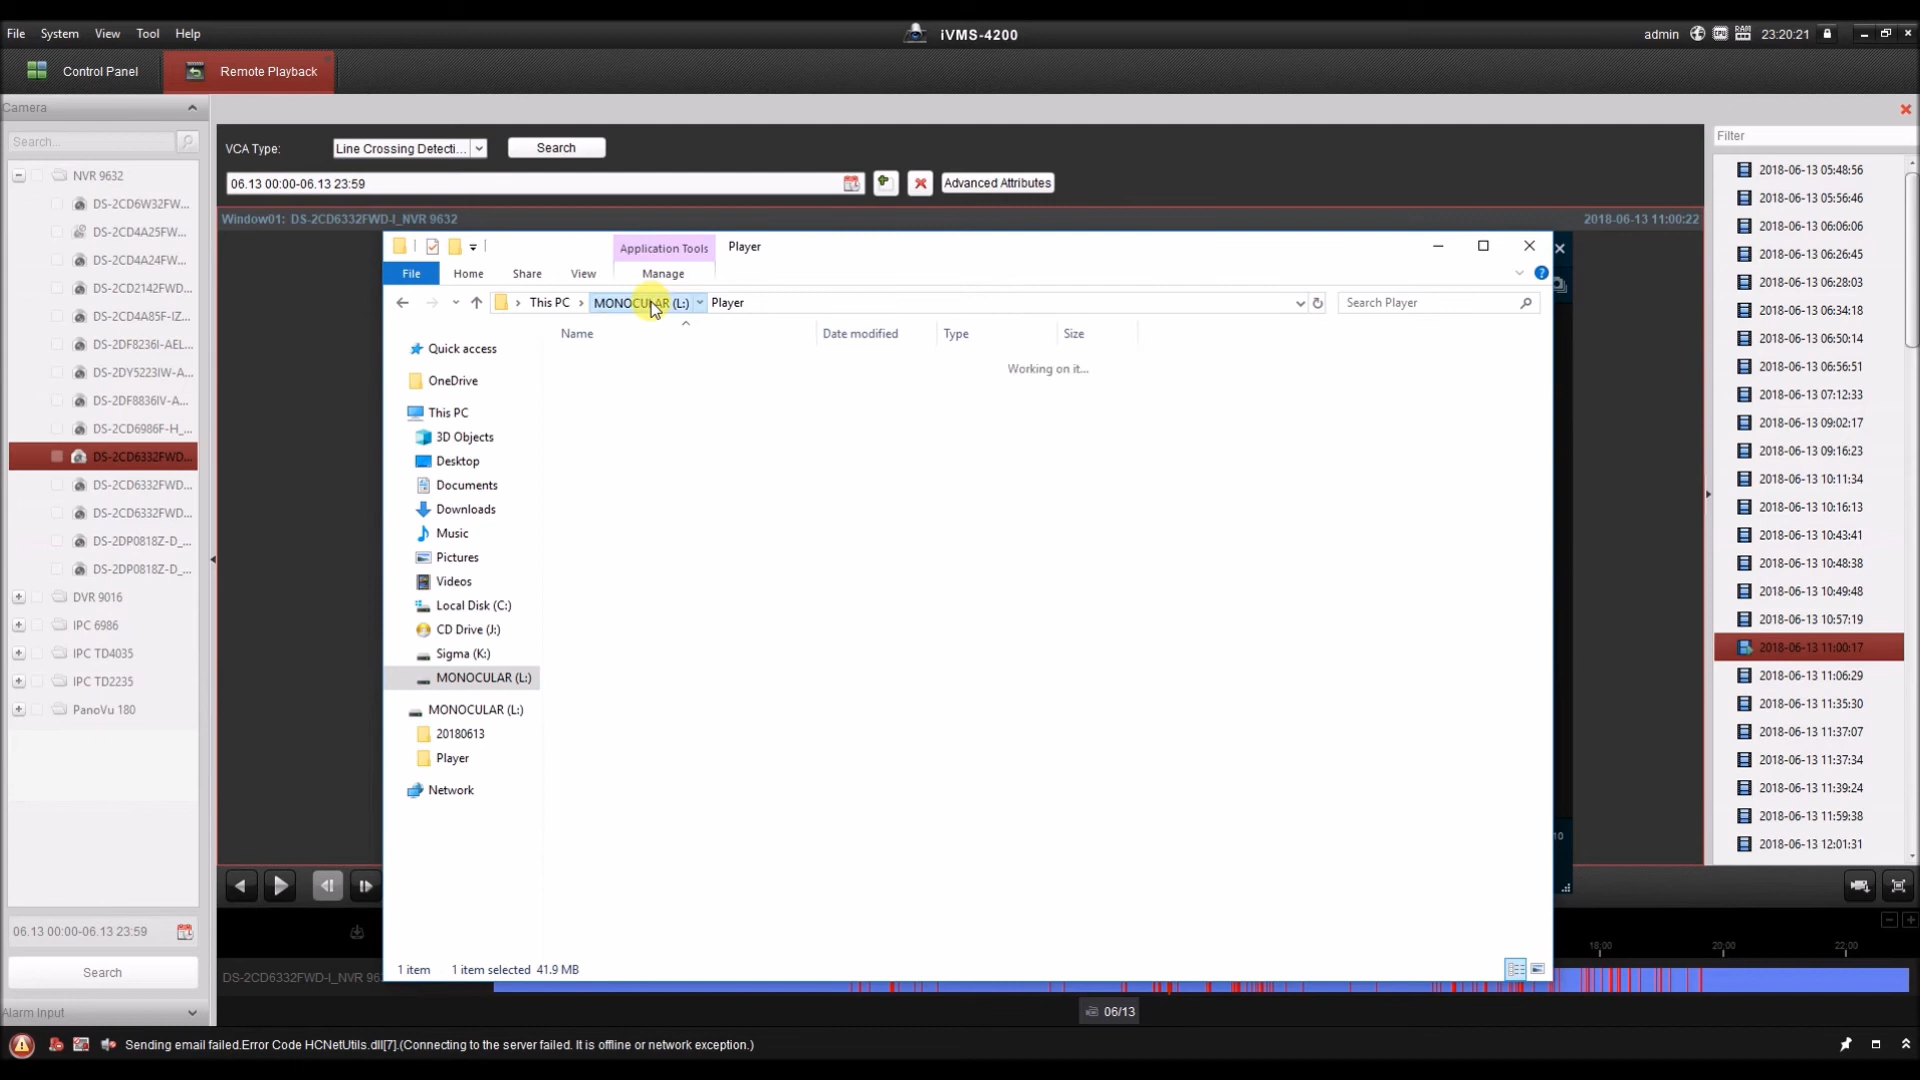 File System View Tool Help
iVMS-4200
admin CPU RAM 23:20:21
Control Panel
Remote Playback
Camera
Search...
NVR 9632
DS-2CD6W32FW...
DS-2CD4A25FW...
DS-2CD4A24FW...
DS-2CD2142FWD...
DS-2CD4A85F-IZ...
DS-2DF8236I-AEL...
DS-2DY5223IW-A...
DS-2DF8836IV-A...
DS-2CD6986F-H_...
DS-2CD6332FWD...
DS-2CD6332FWD...
DS-2CD6332FWD...
DS-2DP0818Z-D_...
DS-2DP0818Z-D_...
DVR 9016
IPC 6986
IPC TD4035
IPC TD2235
PanoVu 180
06.13 00:00-06.13 23:59
Search
Alarm Input
VCA Type: Line Crossing Detecti... Search
06.13 00:00-06.13 23:59 Advanced Attributes
Window01: DS-2CD6332FWD-I_NVR 9632 2018-06-13 11:00:22
Application Tools Player
File Home Share View Manage
This PC MONOCULAR (L:) Player
Search Player
Name Date modified Type Size
Working on it...
Quick access
OneDrive
This PC
3D Objects
Desktop
Documents
Downloads
Music
Pictures
Videos
Local Disk (C:)
CD Drive (J:)
Sigma (K:)
MONOCULAR (L:)
MONOCULAR (L:)
20180613
Player
Network
1 item 1 item selected 41.9 MB
10
Filter
2018-06-13 05:48:56
2018-06-13 05:56:46
2018-06-13 06:06:06
2018-06-13 06:26:45
2018-06-13 06:28:03
2018-06-13 06:34:18
2018-06-13 06:50:14
2018-06-13 06:56:51
2018-06-13 07:12:33
2018-06-13 09:02:17
2018-06-13 09:16:23
2018-06-13 10:11:34
2018-06-13 10:16:13
2018-06-13 10:43:41
2018-06-13 10:48:38
2018-06-13 10:49:48
2018-06-13 10:57:19
2018-06-13 11:00:17
2018-06-13 11:06:29
2018-06-13 11:35:30
2018-06-13 11:37:07
2018-06-13 11:37:34
2018-06-13 11:39:24
2018-06-13 11:59:38
2018-06-13 12:01:31
18:00 20:00 22:00
DS-2CD6332FWD-I_NVR 963
06/13
Sending email failed.Error Code HCNetUtils.dll[7].(Connecting to the server failed. It is offline or network exception.)